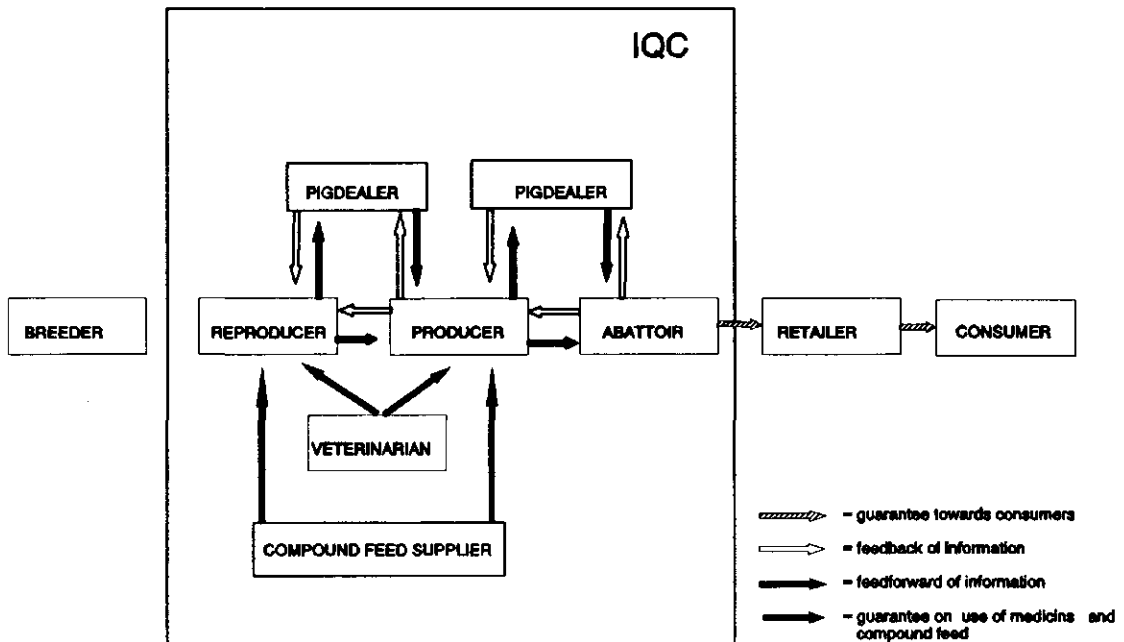 IQC
PIGDEALER
PIGDEALER
BREEDER
REPRODUCER
PRODUCER
ABATTOIR
RETAILER
CONSUMER
VETERINARIAN
COMPOUND FEED SUPPLIER
= guarantee towards consumers
= feedback of information
= feedforward of information
= guarantee on use of medicins and
compound feed